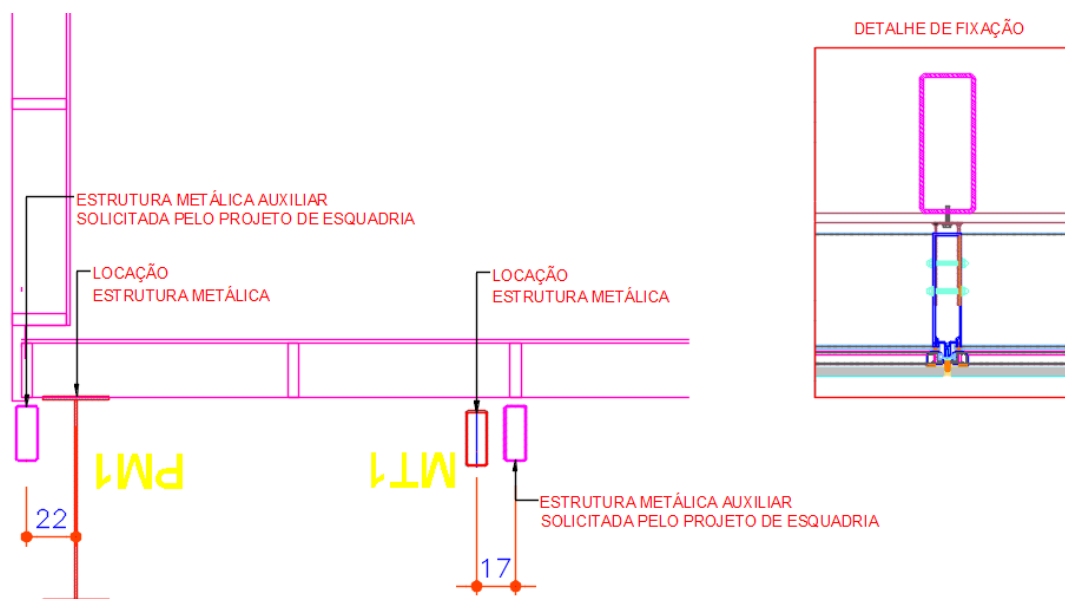 DETALHE DE FIXAÇÃO
ESTRUTURA METÁLICA AUXILIAR
SOLICITADA PELO PROJETO DE ESQUADRIA
LOCAÇÃO
ESTRUTURA METÁLICA
LOCAÇÃO
ESTRUTURA METÁLICA
PM1
MT1
ESTRUTURA METÁLICA AUXILIAR
SOLICITADA PELO PROJETO DE ESQUADRIA
22
17